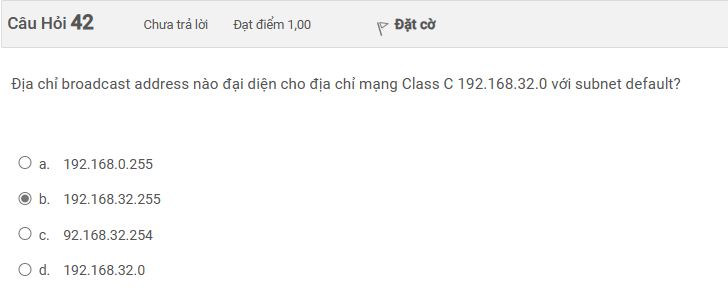 Câu Hỏi 42 Chưa trả lời Đạt điểm 1,00 Đặt cờ
Địa chỉ broadcast address nào đại diện cho địa chỉ mạng Class C 192.168.32.0 với subnet default?
a. 192.168.0.255
b. 192.168.32.255
c. 92.168.32.254
d. 192.168.32.0